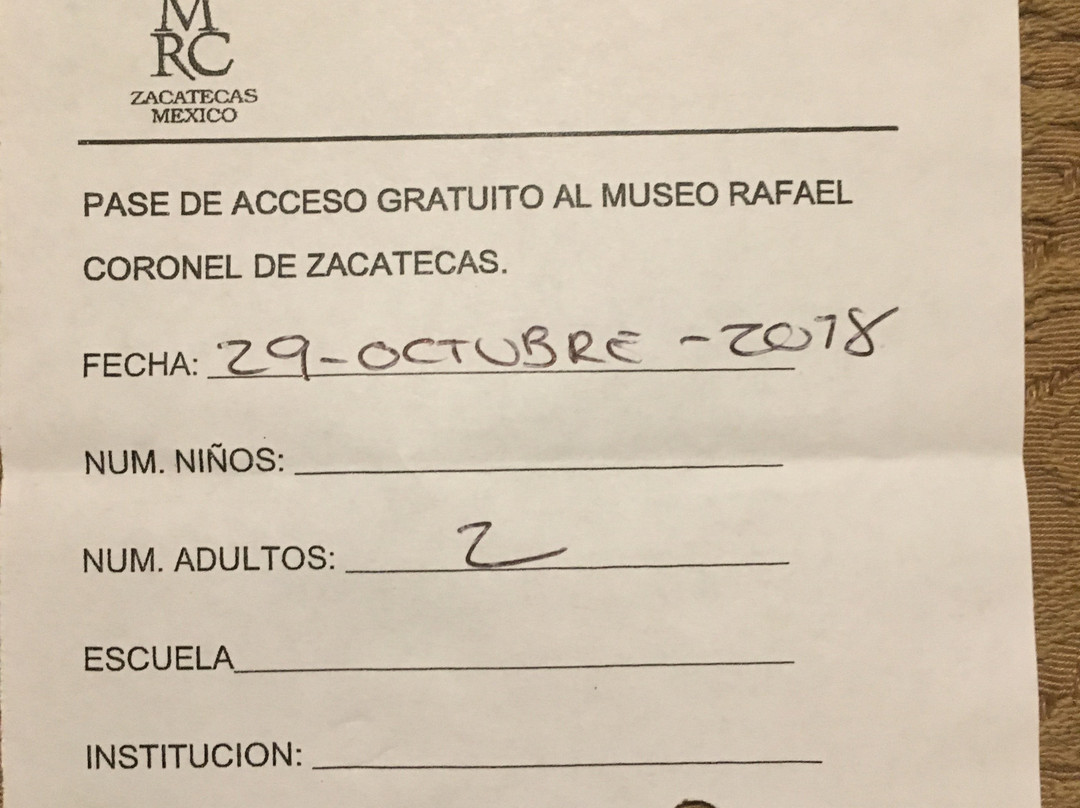 M
RC
ZACATECAS
MEXICO
PASE DE ACCESO GRATUITO AL MUSEO RAFAEL
CORONEL DE ZACATECAS.
FECHA: 29-OCTUBRE-2018
NUM. NIÑOS:
NUM. ADULTOS: 2
ESCUELA
INSTITUCION: